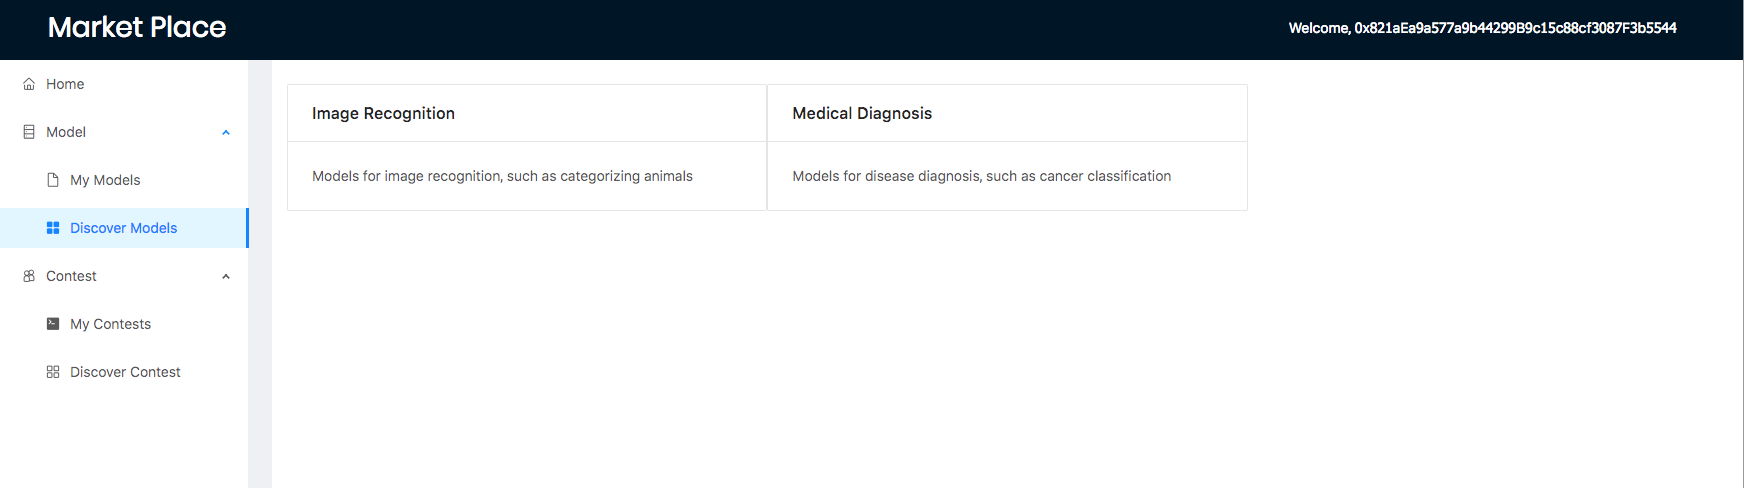 Market Place
Welcome, 0x821aEa9a577a9b44299B9c15c88cf3087F3b5544
Home
Model
My Models
Discover Models
Contest
My Contests
Discover Contest
Image Recognition
Models for image recognition, such as categorizing animals
Medical Diagnosis
Models for disease diagnosis, such as cancer classification